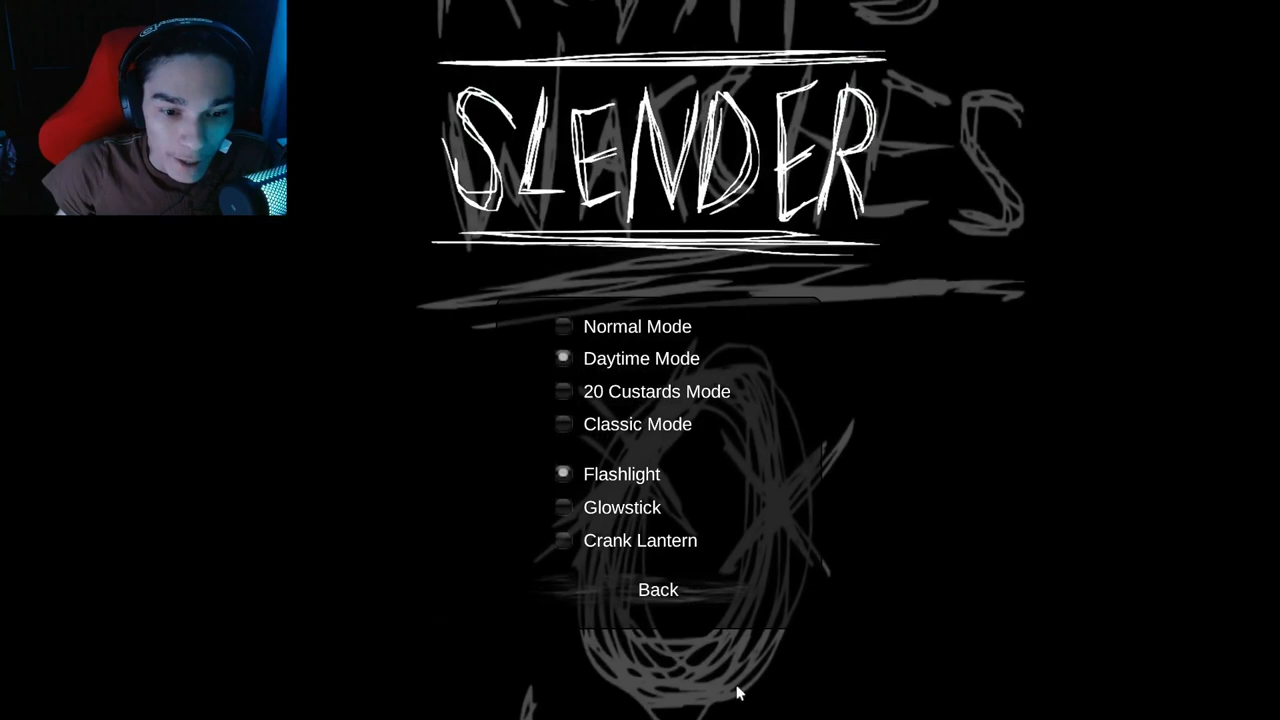 SLENDER
Normal Mode
Daytime Mode
20 Custards Mode
Classic Mode
Flashlight
Glowstick
Crank Lantern
Back